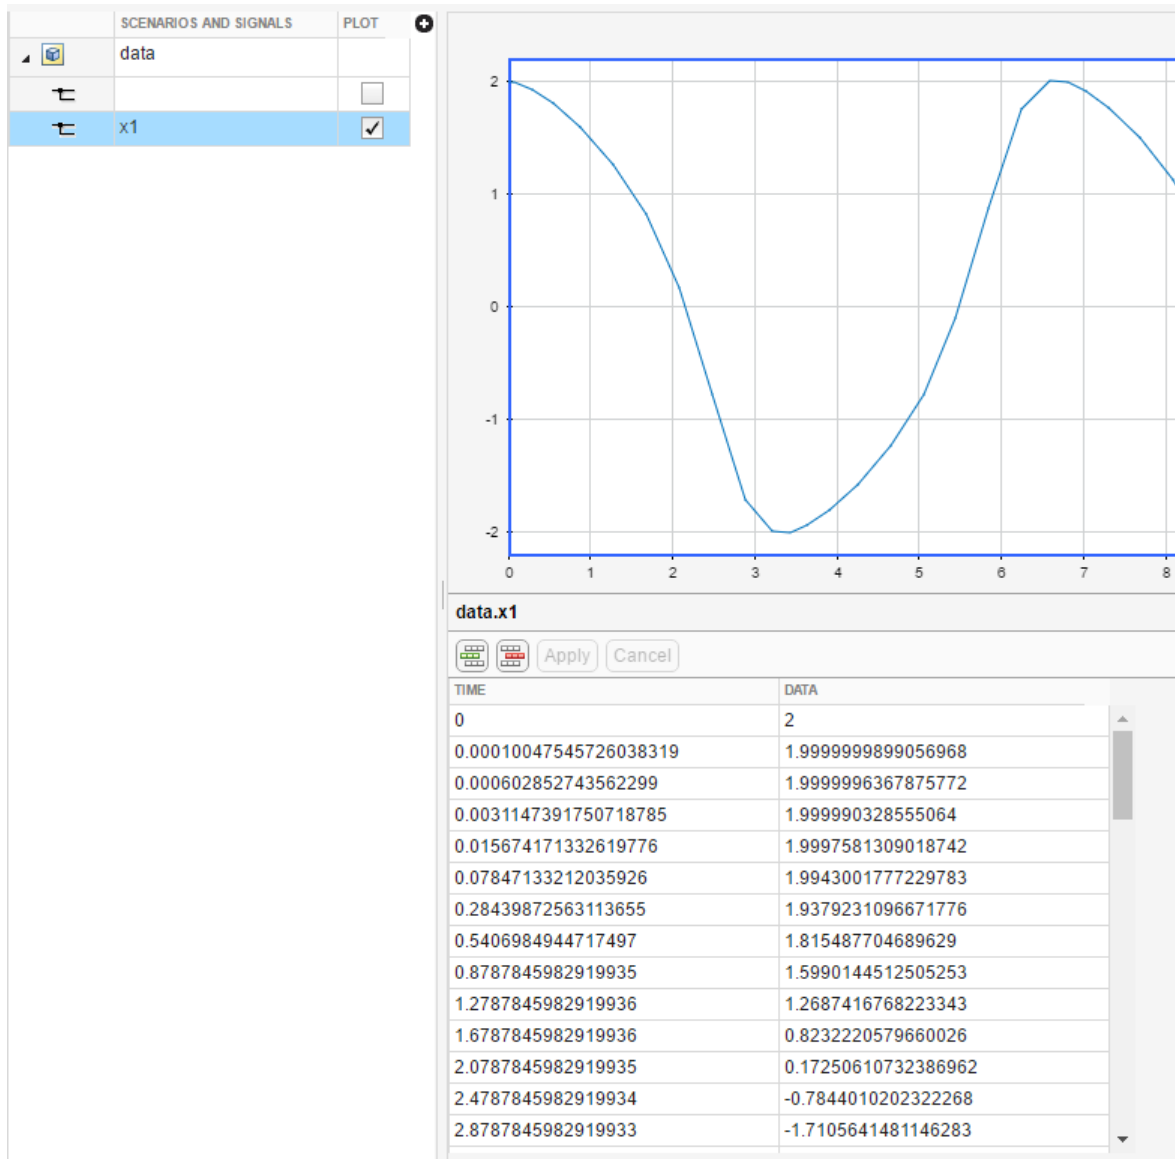 SCENARIOS AND SIGNALS PLOT
data
x1
2
1
0
-1
-2
0 1 2 3 4 5 6 7 8
data.x1
Apply Cancel
TIME DATA
0 2
0.00010047545726038319 1.9999999899056968
0.000602852743562299 1.9999996367875772
0.0031147391750718785 1.999990328555064
0.015674171332619776 1.9997581309018742
0.07847133212035926 1.9943001777229783
0.28439872563113655 1.9379231096671776
0.5406984944717497 1.815487704689629
0.8787845982919935 1.5990144512505253
1.2787845982919936 1.2687416768223343
1.6787845982919936 0.8232220579660026
2.0787845982919935 0.17250610732386962
2.4787845982919934 -0.7844010202322268
2.8787845982919933 -1.7105641481146283